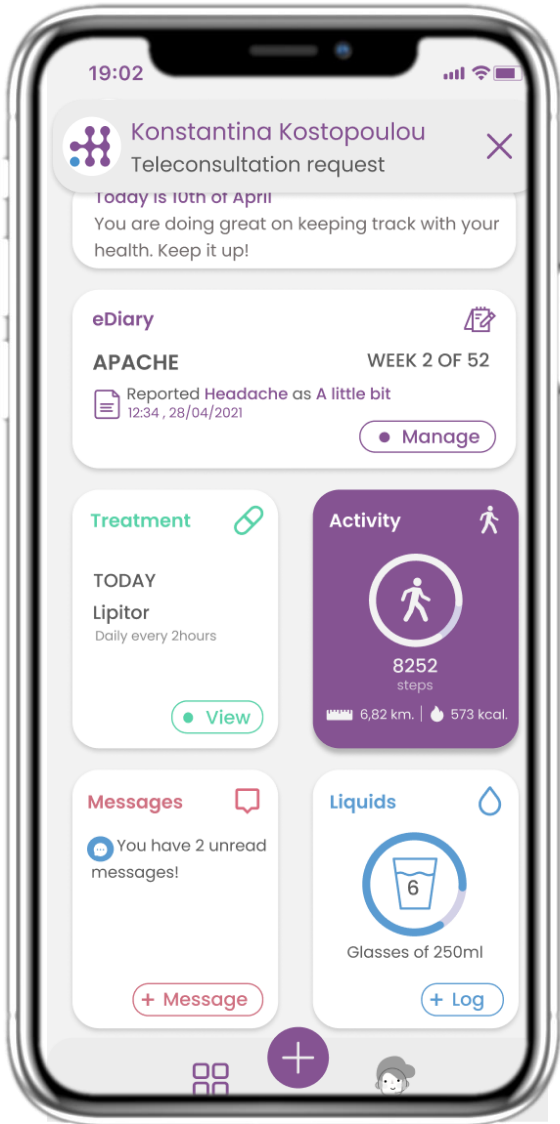 19:02
Konstantina Kostopoulou
Teleconsultation request
Today is 10th of April
You are doing great on keeping track with your
health. Keep it up!
eDiary
APACHE
WEEK 2 OF 52
Reported Headache as A little bit
12:34 , 28/04/2021
Manage
Treatment
TODAY
Lipitor
Daily every 2hours
View
Activity
8252
steps
6,82 km.
573 kcal.
Messages
You have 2 unread
messages!
+ Message
Liquids
6
Glasses of 250ml
+ Log